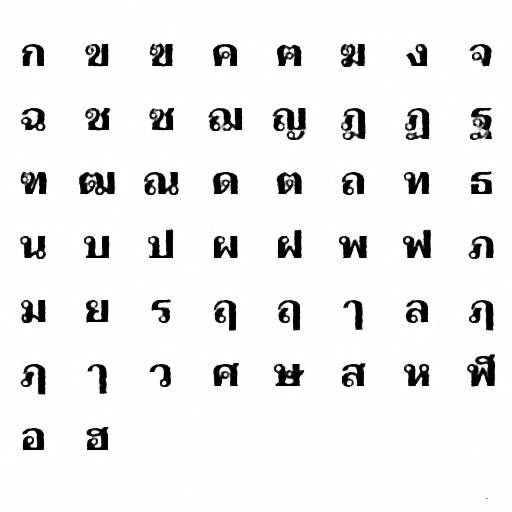 ก ข ฃ ค ฅ ฆ ง จ
ฉ ช ซ ฌ ญ ฎ ฏ ฐ
ฑ ฒ ณ ด ต ถ ท ธ
น บ ป ผ ฝ พ ฟ ภ
ม ย ร ฤ ฤ ๅ ล ฦ
ฦ ๅ ว ศ ษ ส ห ฬ
อ ฮ